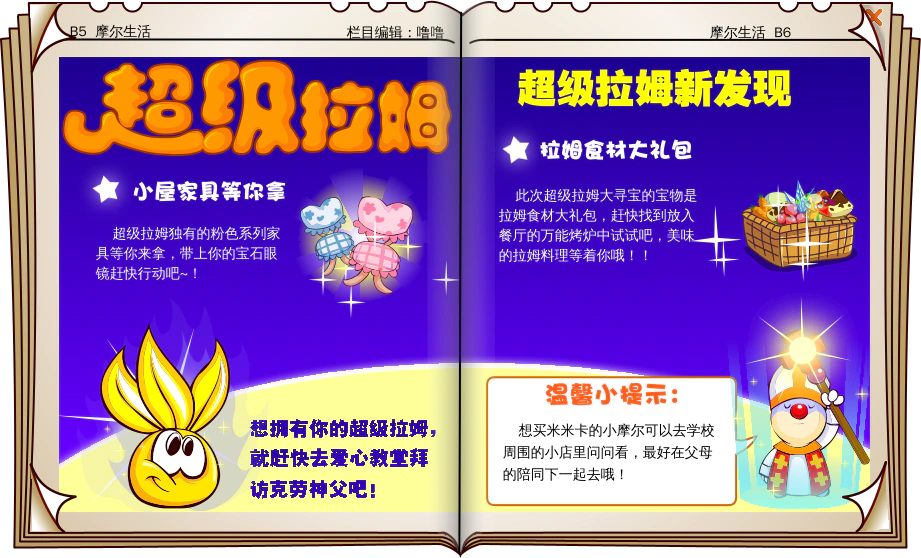 B5 摩尔生活
栏目编辑：噜噜
超级拉姆
小屋家具等你拿
超级拉姆独有的粉色系列家
具等你来拿，带上你的宝石眼
镜赶快行动吧~！
想拥有你的超级拉姆，
就赶快去爱心教堂拜
访克劳神父吧！
摩尔生活 B6
超级拉姆新发现
拉姆食材大礼包
此次超级拉姆大寻宝的宝物是
拉姆食材大礼包，赶快找到放入
餐厅的万能烤炉中试试吧，美味
的拉姆料理等着你哦！！
温馨小提示：
想买米米卡的小摩尔可以去学校
周围的小店里问问看，最好在父母
的陪同下一起去哦！